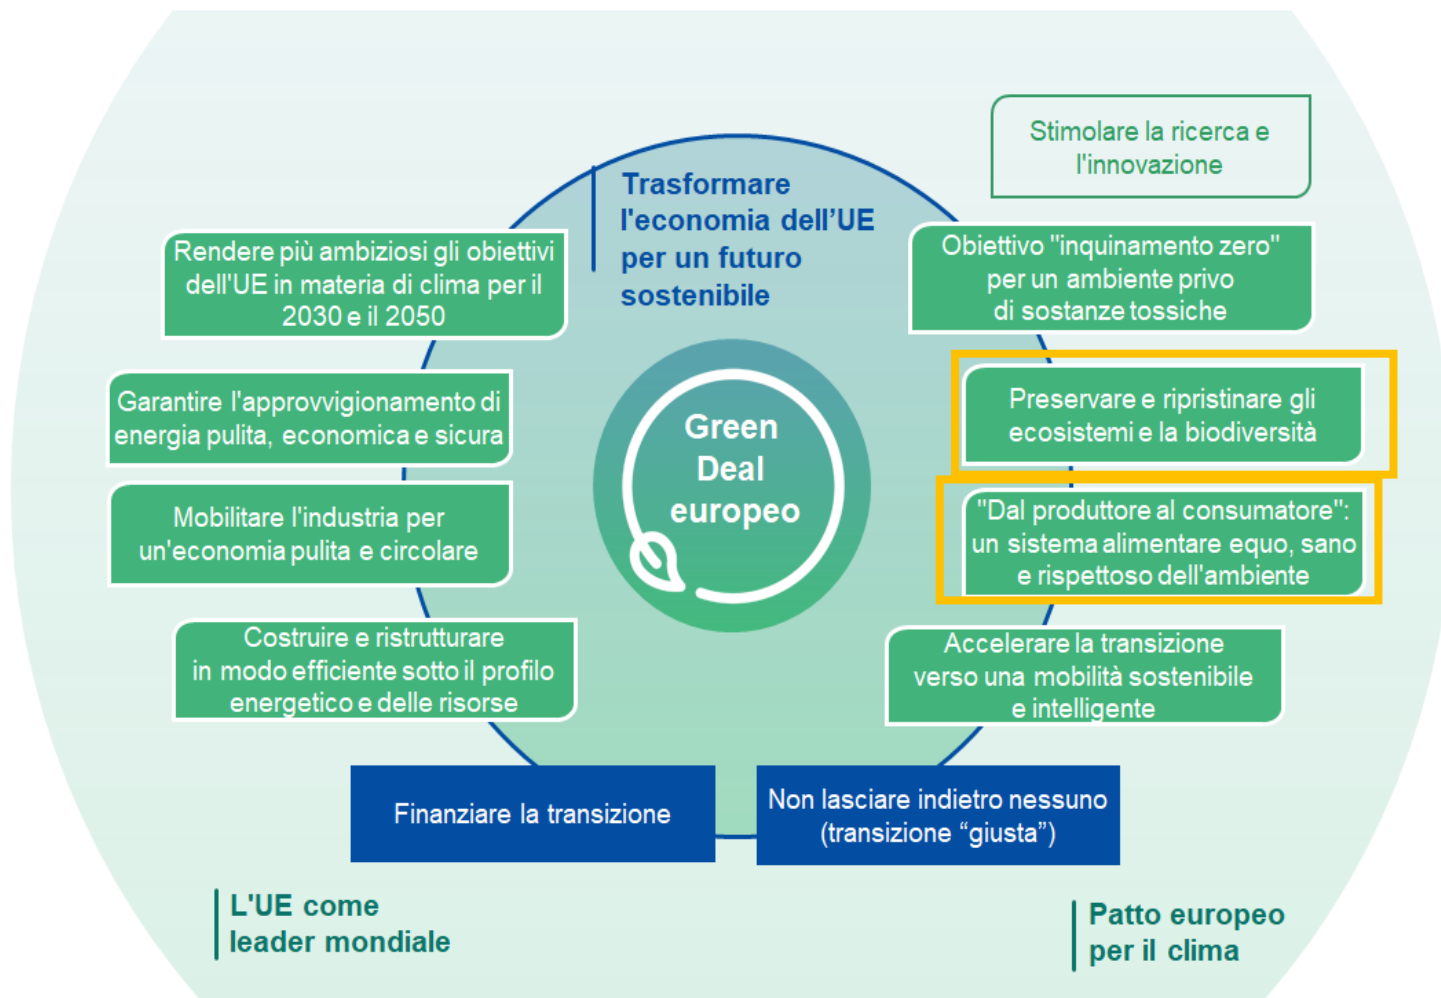 Stimolare la ricerca e
l'innovazione
Trasformare
l'economia dell’UE
per un futuro
sostenibile
Rendere più ambiziosi gli obiettivi
dell'UE in materia di clima per il
2030 e il 2050
Obiettivo "inquinamento zero"
per un ambiente privo
di sostanze tossiche
Garantire l'approvvigionamento di
energia pulita, economica e sicura
Green
Deal
europeo
Preservare e ripristinare gli
ecosistemi e la biodiversità
Mobilitare l'industria per
un'economia pulita e circolare
"Dal produttore al consumatore":
un sistema alimentare equo, sano
e rispettoso dell'ambiente
Costruire e ristrutturare
in modo efficiente sotto il profilo
energetico e delle risorse
Accelerare la transizione
verso una mobilità sostenibile
e intelligente
Finanziare la transizione
Non lasciare indietro nessuno
(transizione “giusta”)
L'UE come
leader mondiale
Patto europeo
per il clima